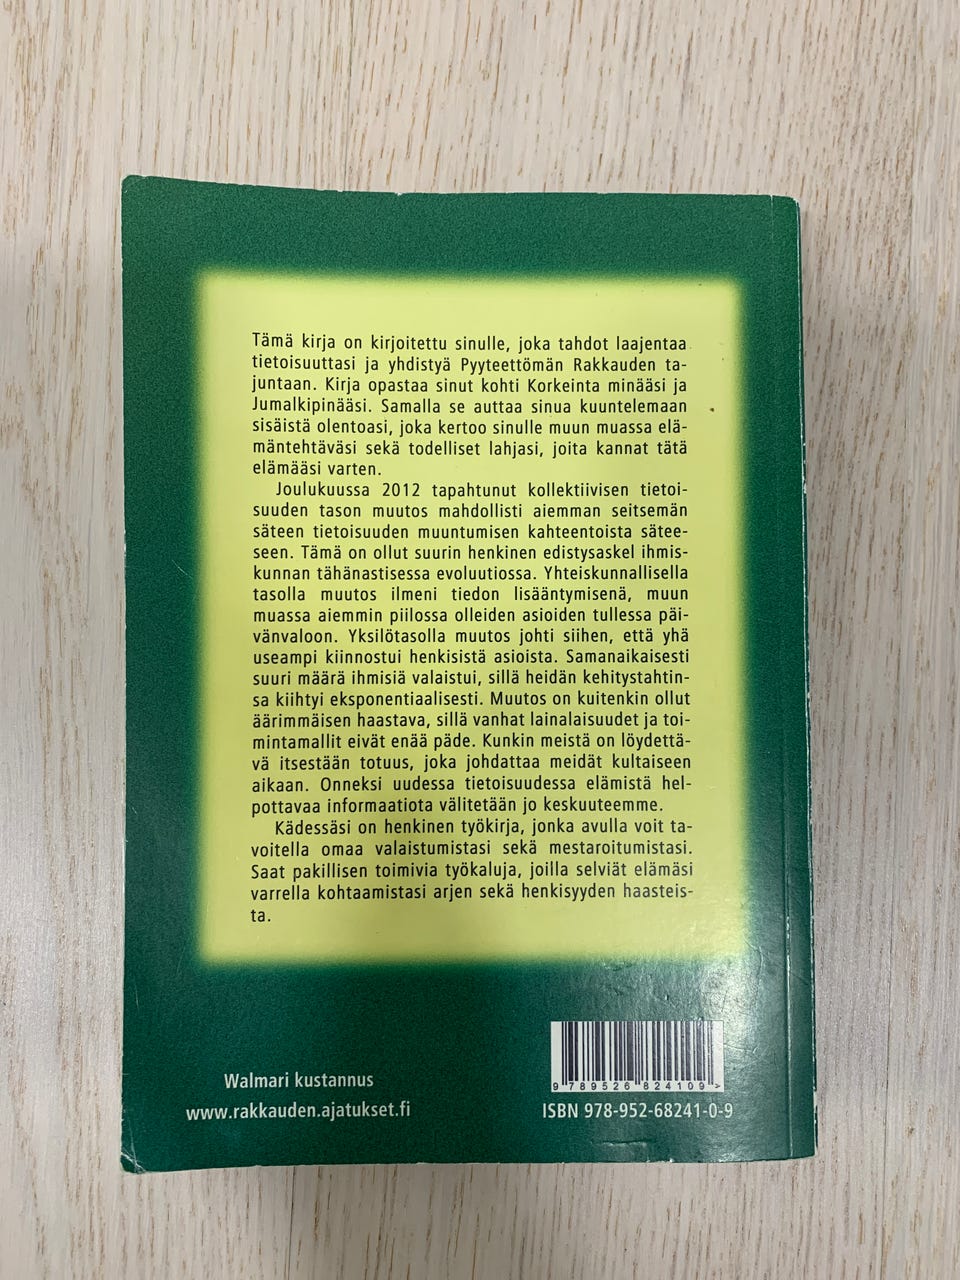 Tämä kirja on kirjoitettu sinulle, joka tahdot laajentaa
tietoisuuttasi ja yhdistyä Pyyteettömän Rakkauden ta-
juntaan. Kirja opastaa sinut kohti Korkeinta minääsi ja
Jumalkipinääsi. Samalla se auttaa sinua kuuntelemaan
sisäistä olentoasi, joka kertoo sinulle muun muassa elä-
mäntehtäväsi sekä todelliset lahjasi, joita kannat tätä
elämääsi varten.
Joulukuussa 2012 tapahtunut kollektiivisen tietoi-
suuden tason muutos mahdollisti aiemman seitsemän
säteen tietoisuuden muuntumisen kahteentoista sätee-
seen. Tämä on ollut suurin henkinen edistysaskel ihmis-
kunnan tähänastisessa evoluutiossa. Yhteiskunnallisella
tasolla muutos ilmeni tiedon lisääntymisenä, muun
muassa aiemmin piilossa olleiden asioiden tullessa päi-
vänvaloon. Yksilötasolla muutos johti siihen, että yhä
useampi kiinnostui henkisistä asioista. Samanaikaisesti
suuri määrä ihmisiä valaistui, sillä heidän kehitystahtin-
sa kiihtyi eksponentiaalisesti. Muutos on kuitenkin ollut
äärimmäisen haastava, sillä vanhat lainalaisuudet ja toi-
mintamallit eivät enää päde. Kunkin meistä on löydettä-
vä itsestään totuus, joka johdattaa meidät kultaiseen
aikaan. Onneksi uudessa tietoisuudessa elämistä hel-
pottavaa informaatiota välitetään jo keskuuteemme.
Kädessäsi on henkinen työkirja, jonka avulla voit ta-
voitella omaa valaistumistasi sekä mestaroitumistasi.
Saat pakillisen toimivia työkaluja, joilla selviät elämäsi
varrella kohtaamistasi arjen sekä henkisyyden haasteis-
ta.
9 789526 824109 >
Walmari kustannus
www.rakkauden.ajatukset.fi
ISBN 978-952-68241-0-9